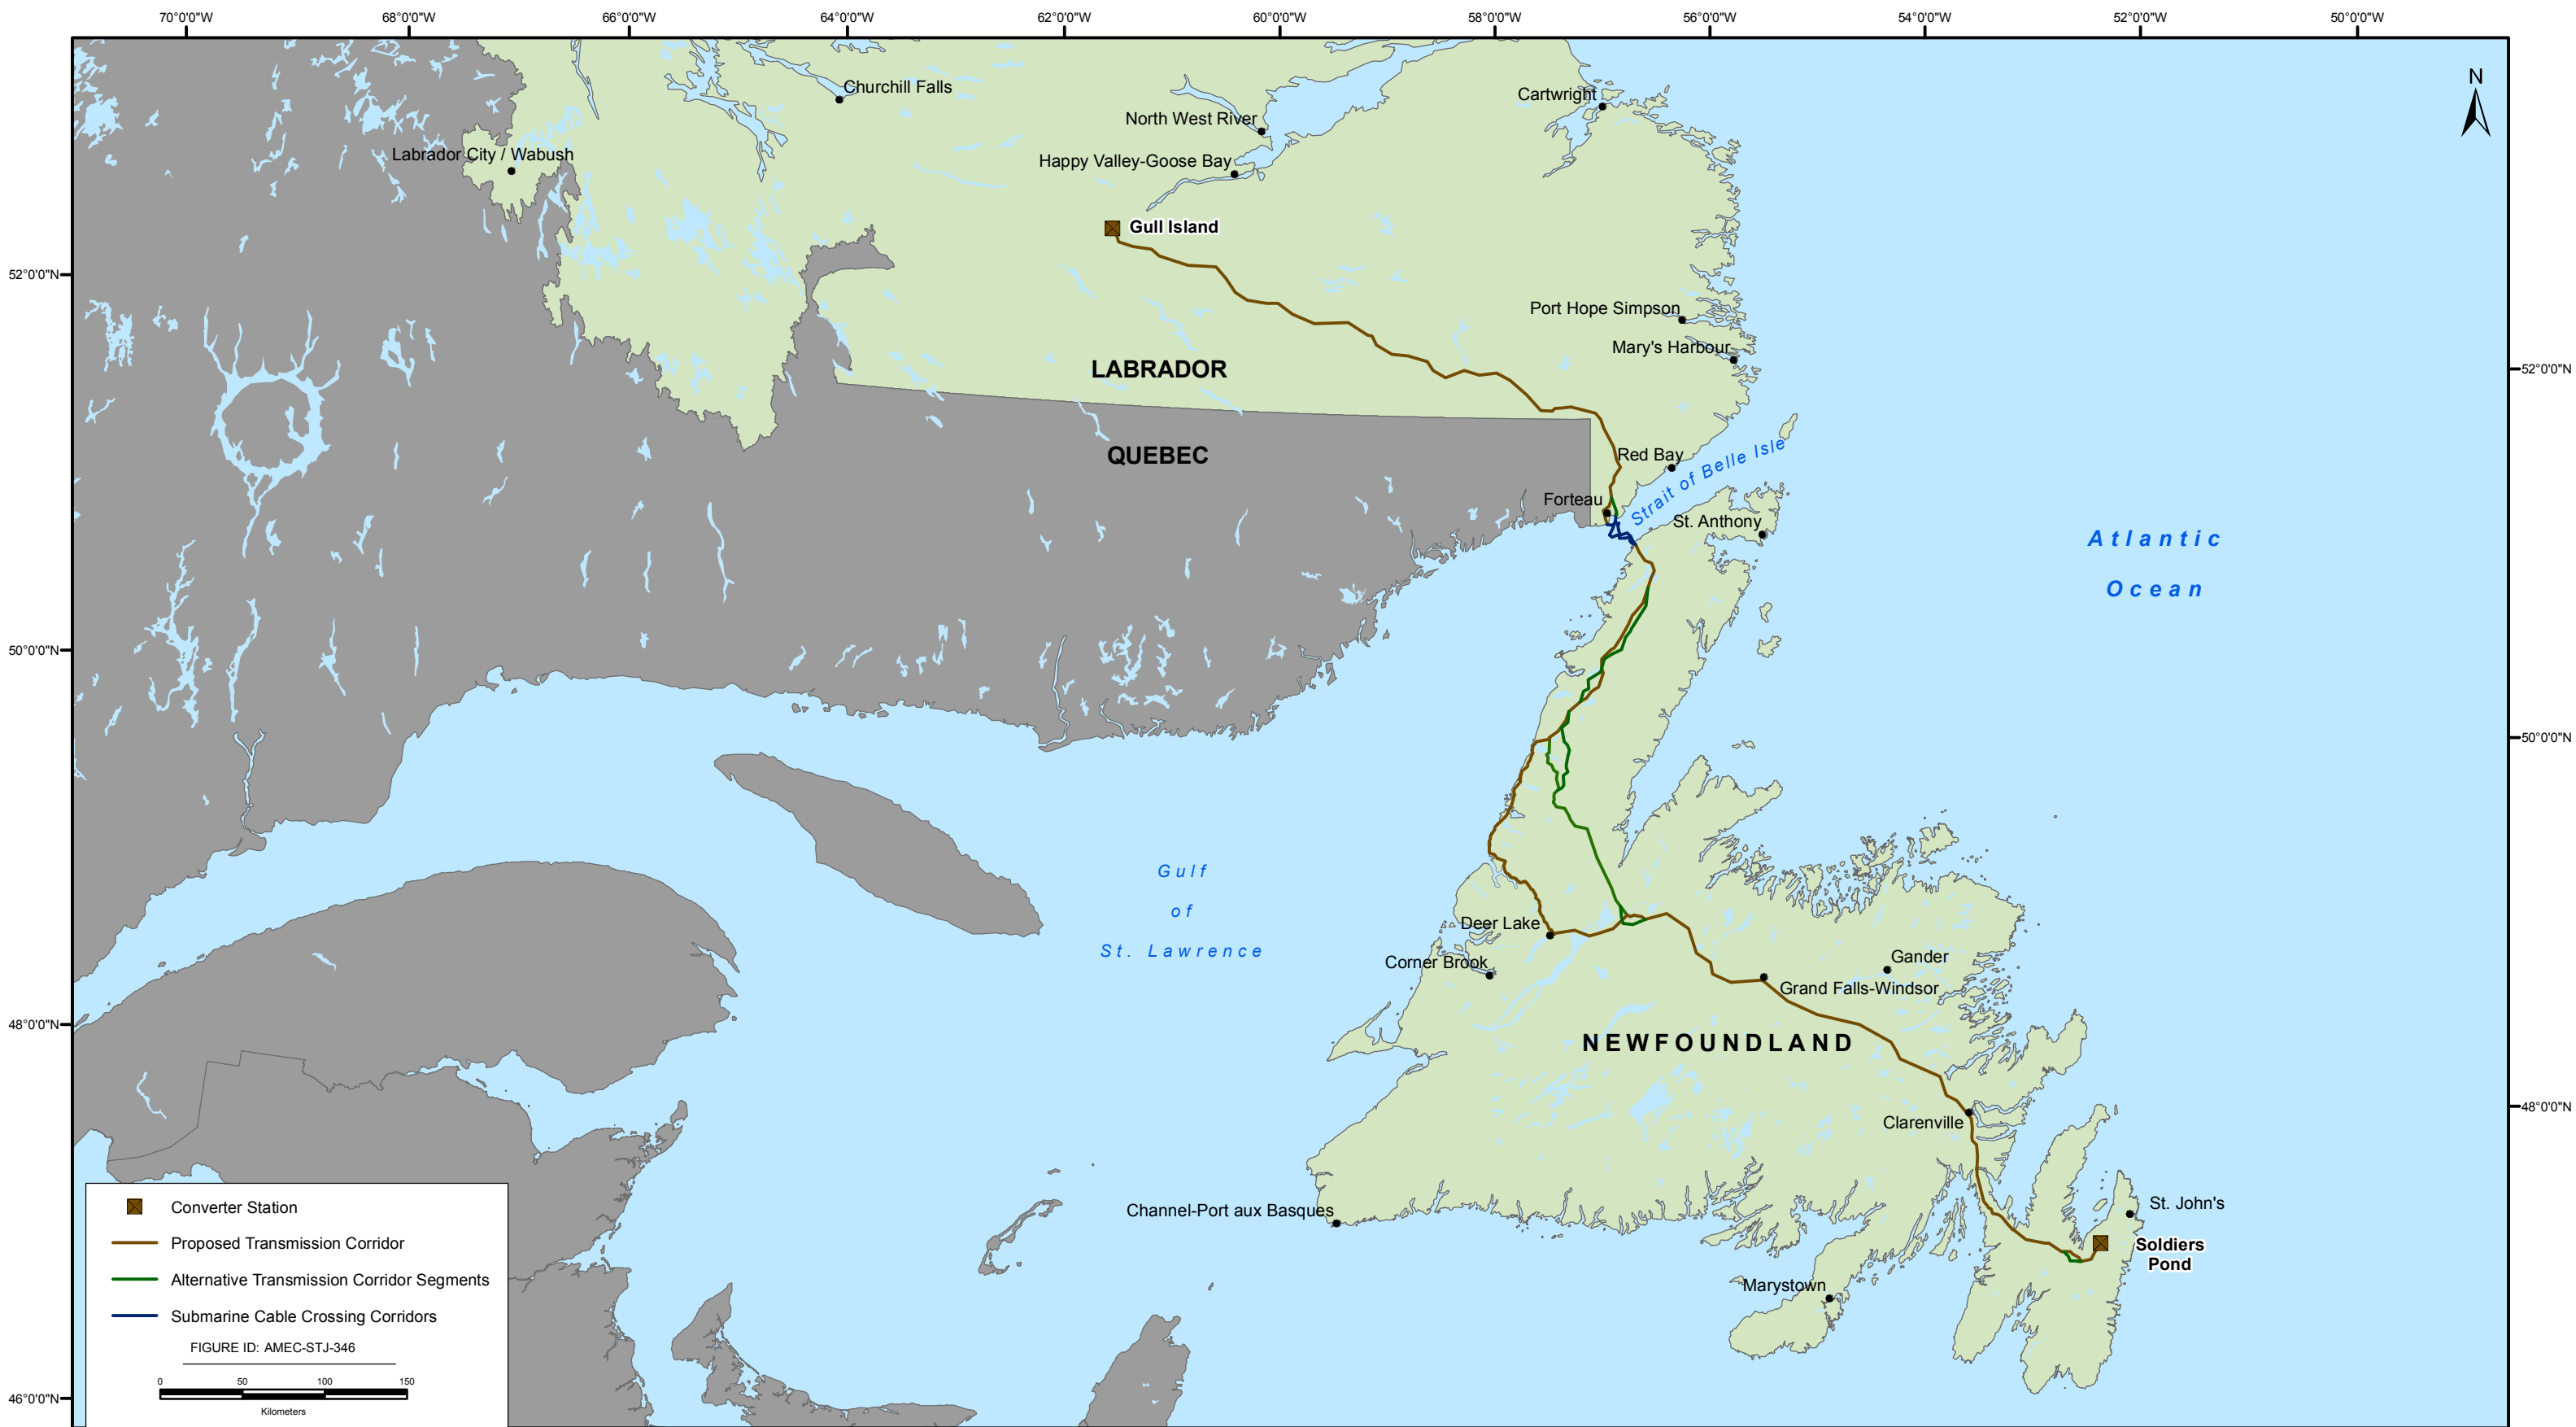 70°0'0"W
68°0'0"W
66°0'0"W
64°0'0"W
62°0'0"W
60°0'0"W
58°0'0"W
56°0'0"W
54°0'0"W
52°0'0"W
50°0'0"W
N
Churchill Falls
Cartwright
North West River
Labrador City / Wabush
Happy Valley-Goose Bay
Gull Island
52°0'0"N
Port Hope Simpson
Mary's Harbour
LABRADOR
52°0'0"N
QUEBEC
Red Bay
Strait of Belle Isle
Forteau
St. Anthony
Atlantic
Ocean
50°0'0"N
50°0'0"N
Gulf
of
St. Lawrence
Deer Lake
Corner Brook
Gander
Grand Falls-Windsor
48°0'0"N
NEWFOUNDLAND
48°0'0"N
Clarenville
Channel-Port aux Basques
St. John's
Soldiers
Pond
Marystown
Converter Station
Proposed Transmission Corridor
Alternative Transmission Corridor Segments
Submarine Cable Crossing Corridors
FIGURE ID: AMEC-STJ-346
0 50 100 150
Kilometers
46°0'0"N